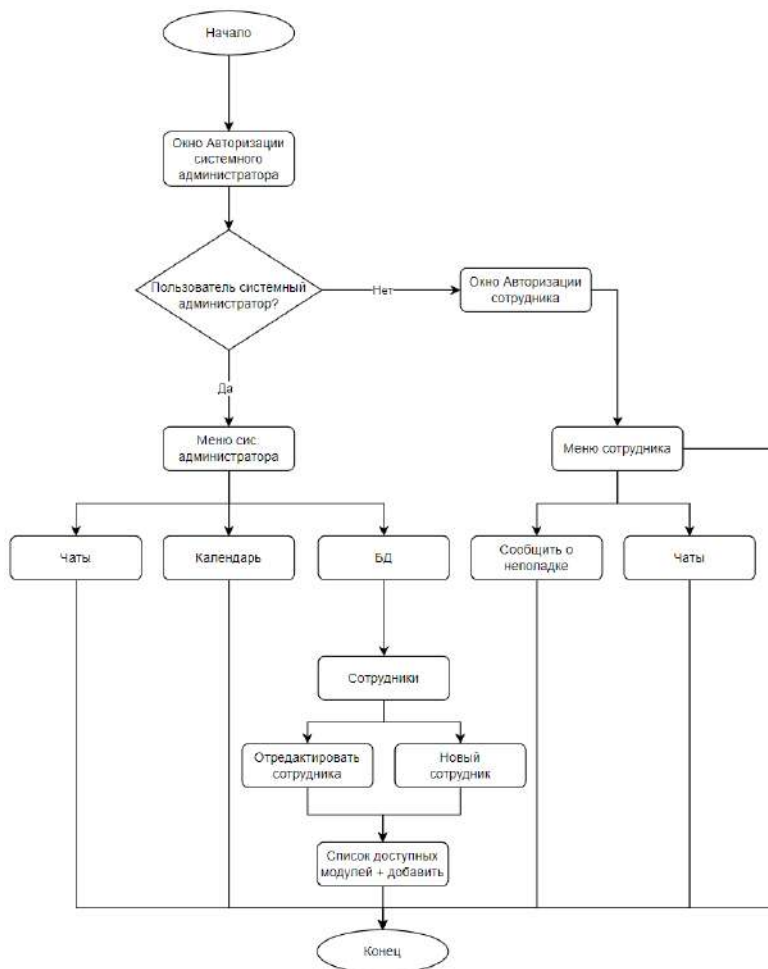 Начало
Окно Авторизации
системного
администратора
Пользователь системный
администратор?
Нет
Окно Авторизации
сотрудника
Да
Меню сис.
администратора
Меню сотрудника
Чаты
Календарь
БД
Сообщить о
неполадке
Чаты
Сотрудники
Отредактировать
сотрудника
Новый
сотрудник
Список доступных
модулей + добавить
Конец